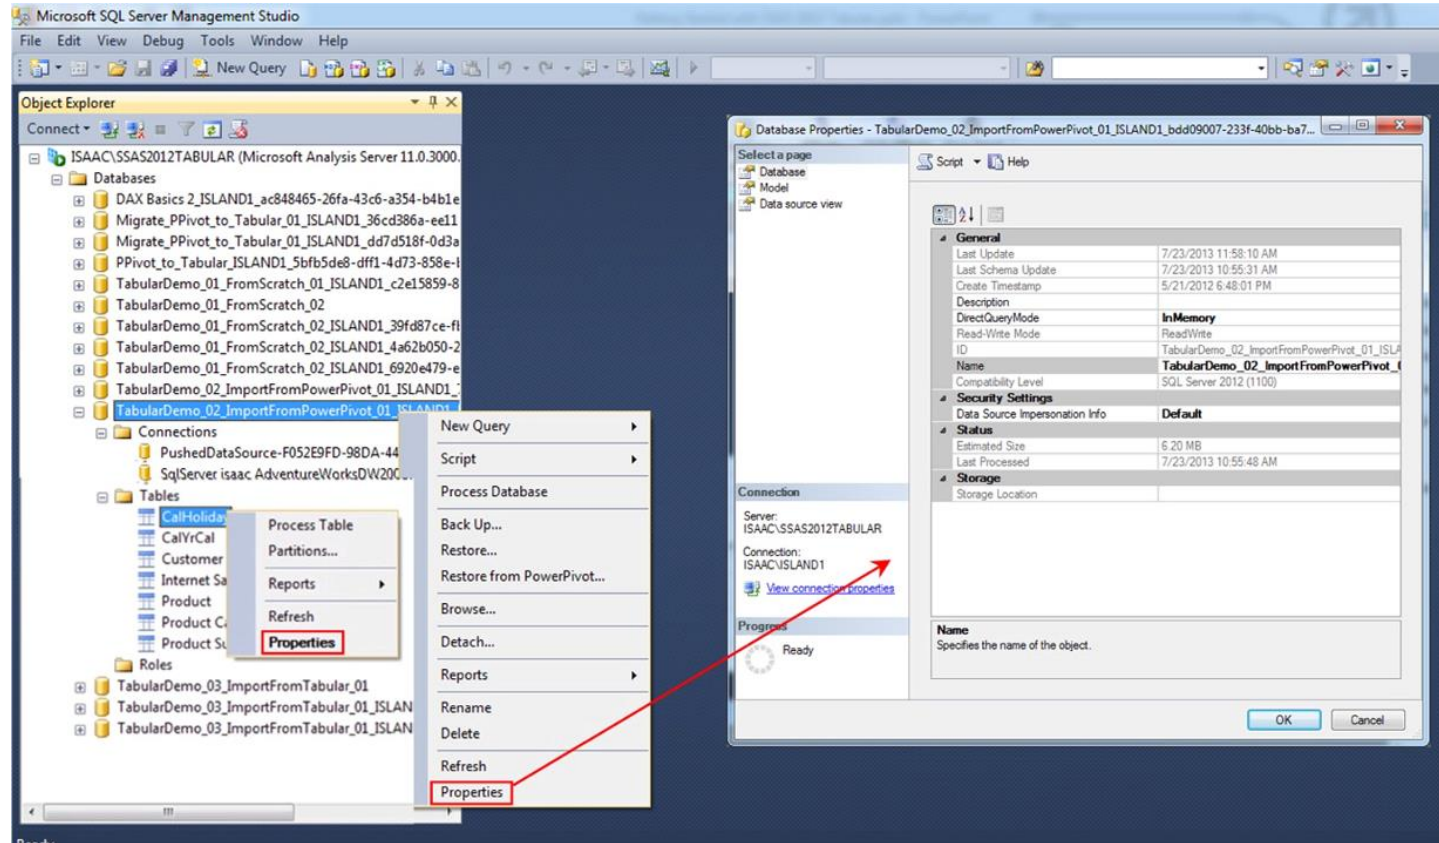 Microsoft SQL Server Management Studio
File Edit View Debug Tools Window Help
New Query
Object Explorer
Connect
ISAAC\SSAS2012TABULAR (Microsoft Analysis Server 11.0.3000.
Databases
DAX Basics 2_ISLAND1_ac848465-26fa-43c6-a354-b4b1e
Migrate_PPivot_to_Tabular_01_ISLAND1_36cd386a-ee11
Migrate_PPivot_to_Tabular_01_ISLAND1_dd7d518f-0d3a
PPivot_to_Tabular_ISLAND1_5bfb5de8-dff1-4d73-858e-
TabularDemo_01_FromScratch_01_ISLAND1_c2e15859-8
TabularDemo_01_FromScratch_02
TabularDemo_01_FromScratch_02_ISLAND1_39fd87ce-f
TabularDemo_01_FromScratch_02_ISLAND1_4a62b050-2
TabularDemo_01_FromScratch_02_ISLAND1_6920e479-e
TabularDemo_02_ImportFromPowerPivot_01_ISLAND1_
TabularDemo_02_ImportFromPowerPivot_01_ISLAND1_
Connections
PushedDataSource-F052E9FD-98DA-44
SqlServer isaac AdventureWorksDW200
Tables
CalHoliday
CalYrCal
Customer
Internet Sa
Product
Product C
Product Su
Roles
TabularDemo_03_ImportFromTabular_01
TabularDemo_03_ImportFromTabular_01_ISLAN
TabularDemo_03_ImportFromTabular_01_ISLAN
Process Table
Partitions...
Reports
Refresh
Properties
New Query
Script
Process Database
Back Up...
Restore...
Restore from PowerPivot...
Browse...
Detach...
Reports
Rename
Delete
Refresh
Properties
Database Properties - TabularDemo_02_ImportFromPowerPivot_01_ISLAND1_bdd09007-233f-40bb-ba7...
Select a page
Database
Model
Data source view
Script Help
General
Last Update 7/23/2013 11:58:10 AM
Last Schema Update 7/23/2013 10:55:31 AM
Create Timestamp 5/21/2012 6:48:01 PM
Description
DirectQueryMode InMemory
Read-Write Mode ReadWrite
ID TabularDemo_02_ImportFromPowerPivot_01_ISLA
Name TabularDemo_02_ImportFromPowerPivot_(
Compatibility Level SQL Server 2012 (1100)
Security Settings
Data Source Impersonation Info Default
Status
Estimated Size 6.20 MB
Last Processed 7/23/2013 10:55:48 AM
Storage
Storage Location
Connection
Server:
ISAAC\SSAS2012TABULAR
Connection:
ISAAC\ISLAND1
View connection properties
Progress
Ready
Name
Specifies the name of the object.
OK Cancel